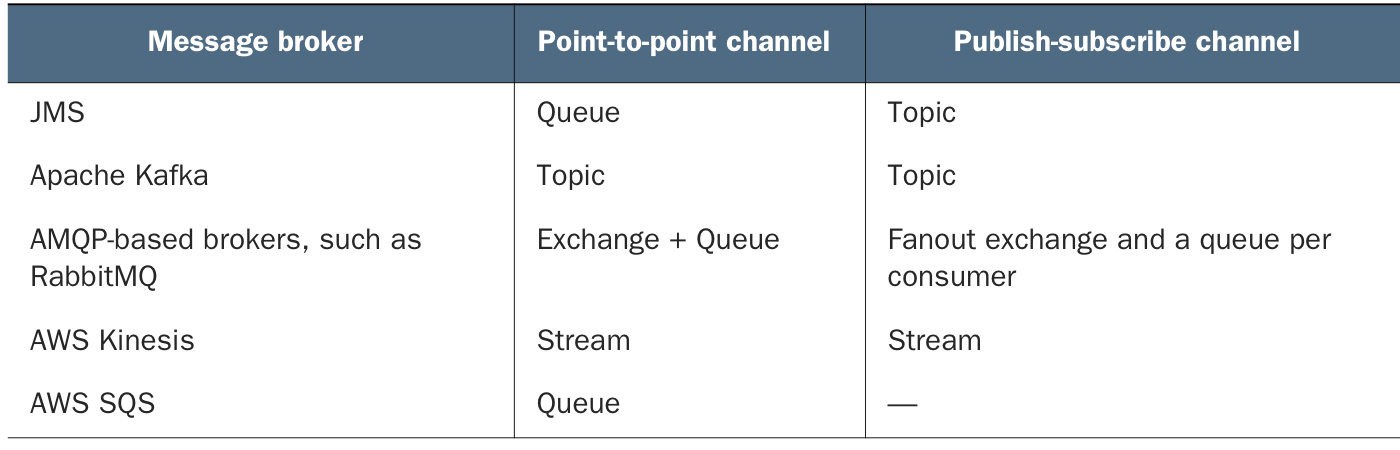 Message broker Point-to-point channel Publish-subscribe channel
JMS Queue Topic
Apache Kafka Topic Topic
AMQP-based brokers, such as Exchange + Queue Fanout exchange and a queue per
RabbitMQ consumer
AWS Kinesis Stream Stream
AWS SQS Queue —